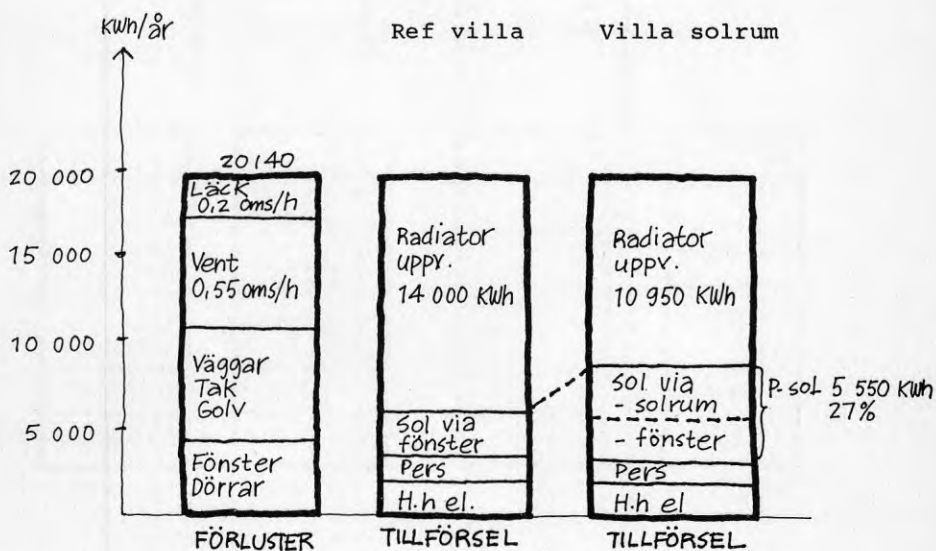 KWh/år
Ref villa
Villa solrum
20 000
15 000
10 000
5 000
20140
Läck
0,2 oms/h
Vent
0,55 oms/h
Väggar
Tak
Golv
Fönster
Dörrar
FÖRLUSTER
Radiator
uppv.
14 000 KWh
Sol via
fönster
Pers
H.h el.
TILLFÖRSEL
Radiator
uppv.
10 950 KWh
Sol via
- solrum
- fönster
Pers
H.h el
TILLFÖRSEL
P. sol 5 550 KWh
27%